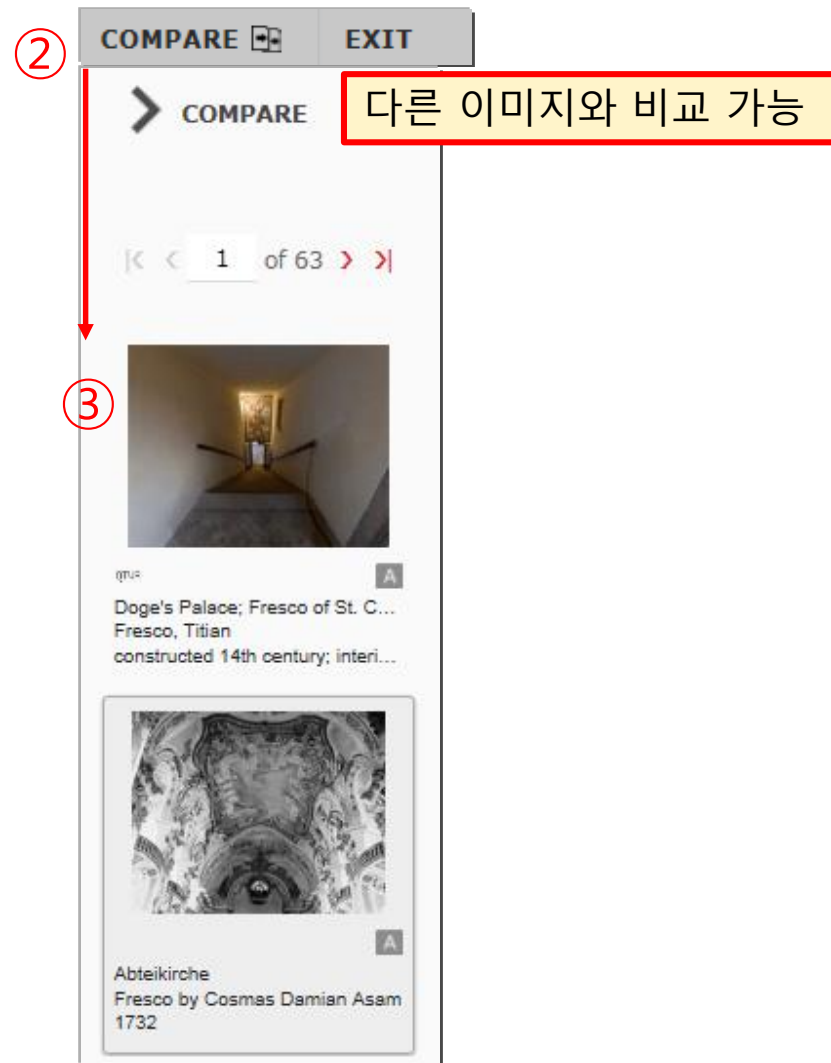 ② COMPARE EXIT
COMPARE
다른 이미지와 비교 가능
|< < 1 of 63 > >|
③
A
Doge's Palace; Fresco of St. C...
Fresco, Titian
constructed 14th century; interi...
A
Abteikirche
Fresco by Cosmas Damian Asam
1732